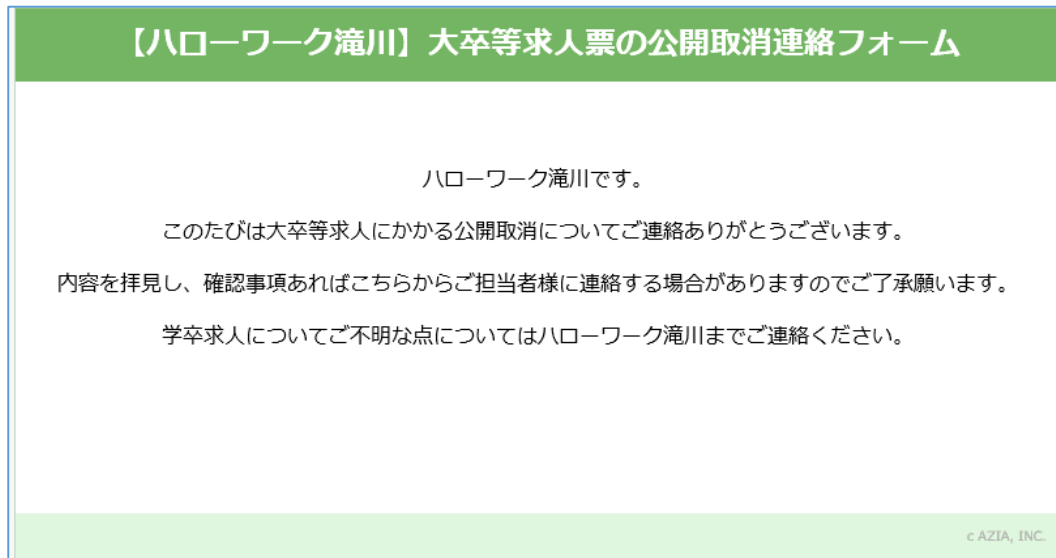 【ハローワーク滝川】大卒等求人票の公開取消連絡フォーム
ハローワーク滝川です。
このたびは大卒等求人にかかる公開取消についてご連絡ありがとうございます。
内容を拝見し、確認事項あればこちらからご担当者様に連絡する場合がありますのでご了承願います。
学卒求人についてご不明な点についてはハローワーク滝川までご連絡ください。
c AZIA, INC.